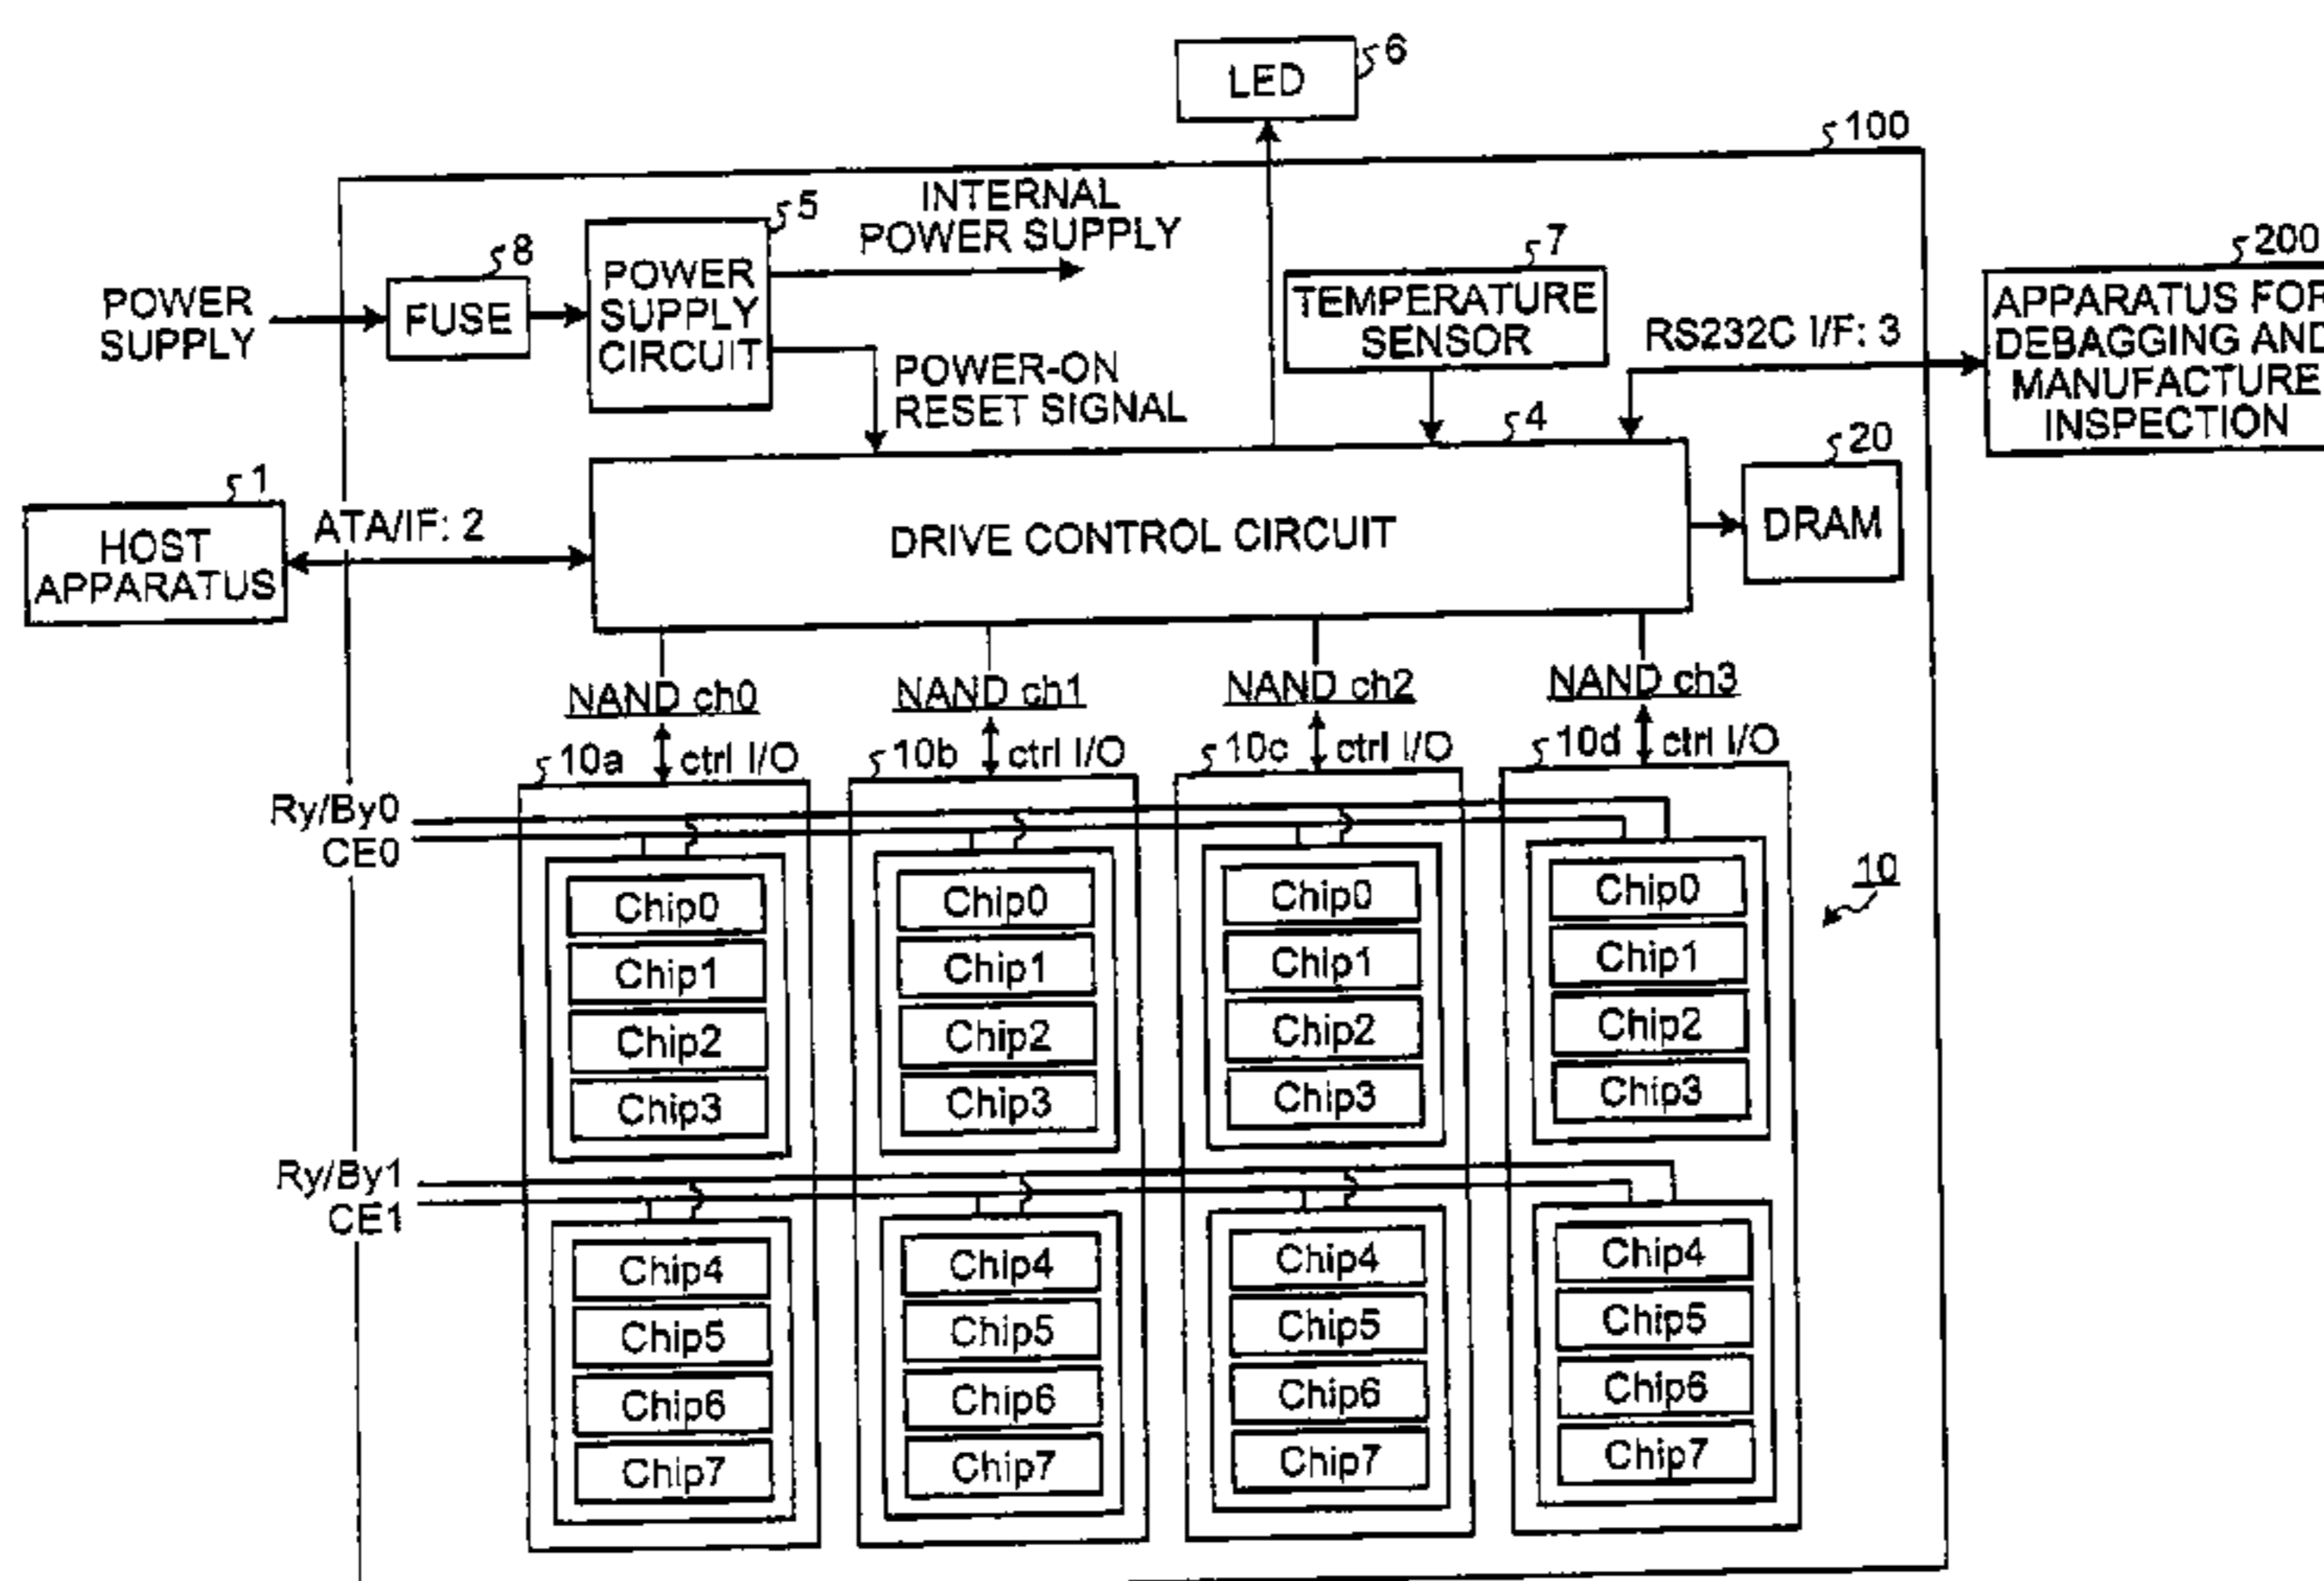 LED
6
100
INTERNAL
POWER SUPPLY
5
8
7
200
POWER
SUPPLY
FUSE
POWER
SUPPLY
CIRCUIT
TEMPERATURE
SENSOR
RS232C I/F: 3
APPARATUS FOR
DEBAGGING AND
MANUFACTURE
INSPECTION
POWER-ON
RESET SIGNAL
4
20
1
HOST
APPARATUS
ATA/IF: 2
DRIVE CONTROL CIRCUIT
DRAM
NAND ch0
NAND ch1
NAND ch2
NAND ch3
10a
ctrl I/O
10b
ctrl I/O
10c
ctrl I/O
10d
ctrl I/O
Ry/By0
CE0
10
Chip0
Chip1
Chip2
Chip3
Chip0
Chip1
Chip2
Chip3
Chip0
Chip1
Chip2
Chip3
Chip0
Chip1
Chip2
Chip3
Ry/By1
CE1
Chip4
Chip5
Chip6
Chip7
Chip4
Chip5
Chip6
Chip7
Chip4
Chip5
Chip6
Chip7
Chip4
Chip5
Chip6
Chip7